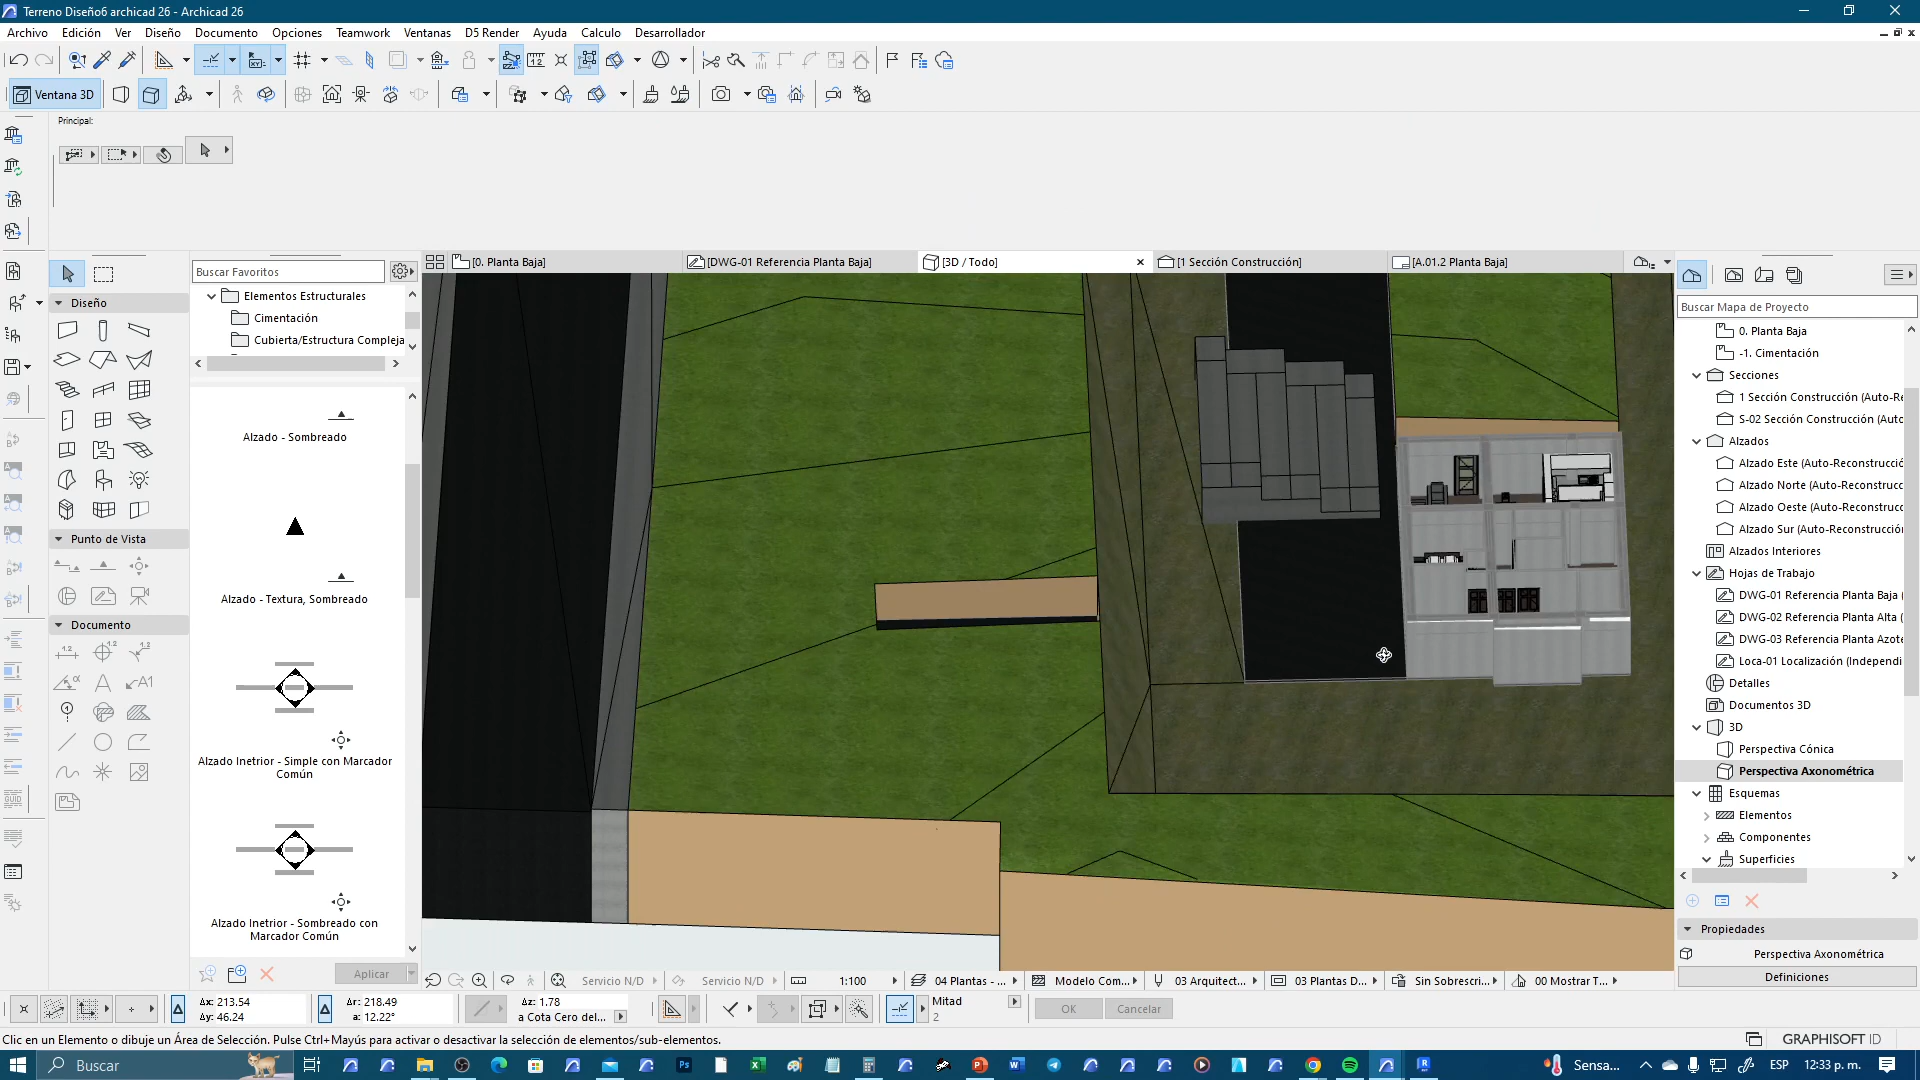 Terreno Diseño6 archicad 26 - Archicad 26
Archivo Edición Ver Diseño Documento Opciones Teamwork Ventanas D5 Render Ayuda Calculo Desarrollador
Ventana 3D
Principal:
Buscar Favoritos
[0. Planta Baja]
[DWG-01 Referencia Planta Baja]
[3D / Todo]
[1 Sección Construcción]
[A.01.2 Planta Baja]
Diseño
Elementos Estructurales
Cimentación
Cubierta/Estructura Compleja
Alzado - Sombreado
Alzado - Textura, Sombreado
Punto de Vista
Documento
Alzado Inetrior - Simple con Marcador
Común
Alzado Inetrior - Sombreado con
Marcador Común
Aplicar
Buscar Mapa de Proyecto
0. Planta Baja
-1. Cimentación
Secciones
1 Sección Construcción (Auto-Re
S-02 Sección Construcción (Auto
Alzados
Alzado Este (Auto-Reconstrucció
Alzado Norte (Auto-Reconstrucc
Alzado Oeste (Auto-Reconstrucc
Alzado Sur (Auto-Reconstrucción
Alzados Interiores
Hojas de Trabajo
DWG-01 Referencia Planta Baja (
DWG-02 Referencia Planta Alta (
DWG-03 Referencia Planta Azote
Loca-01 Localización (Independi
Detalles
Documentos 3D
3D
Perspectiva Cónica
Perspectiva Axonométrica
Esquemas
Elementos
Componentes
Superficies
Propiedades
Perspectiva Axonométrica
Definiciones
Servicio N/D
Servicio N/D
1:100
04 Plantas - ...
Modelo Com...
03 Arquitect...
03 Plantas D...
Sin Sobrescri...
00 Mostrar T...
Δx: 213.54
Δy: 46.24
Δr: 218.49
a: 12.22°
Δz: 1.78
a Cota Cero del...
Mitad
2
OK
Cancelar
Clic en un Elemento o dibuje un Área de Selección. Pulse Ctrl+Mayús para activar o desactivar la selección de elementos/sub-elementos.
GRAPHISOFT ID
Buscar
Sensa...
ESP
12:33 p. m.